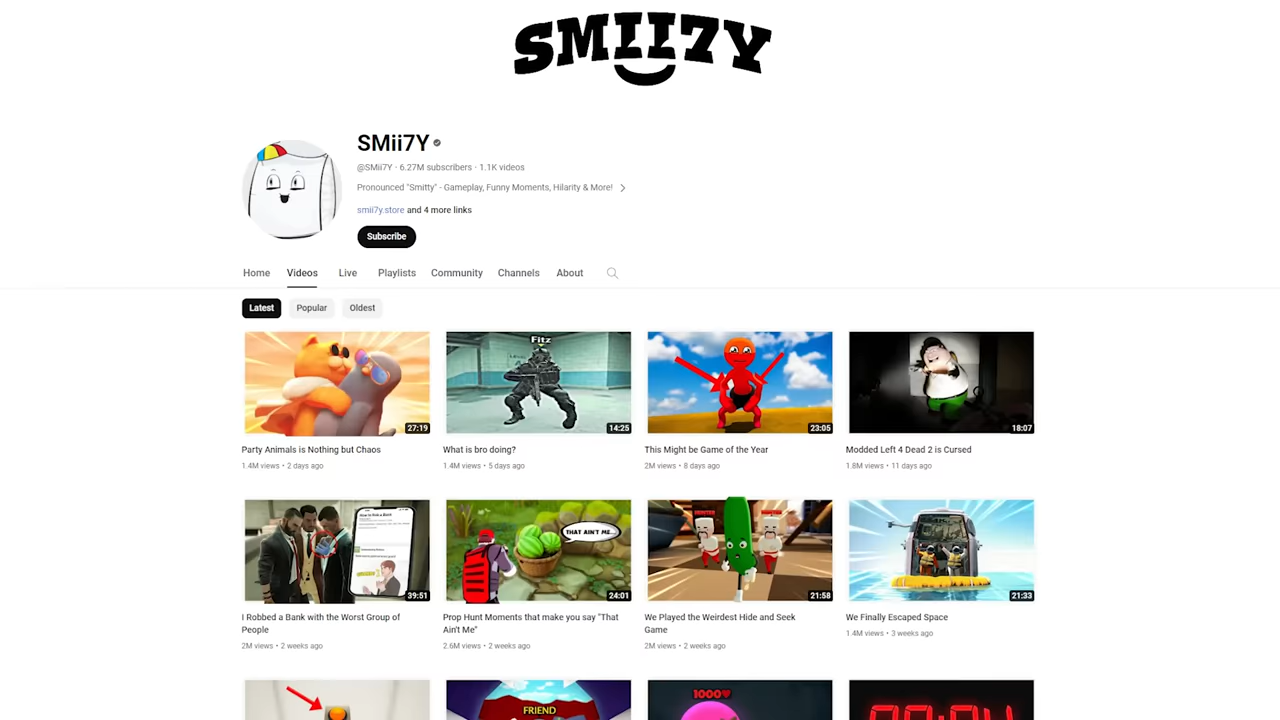 SMII7Y
SMii7Y
@SMii7Y · 6.27M subscribers · 1.1K videos
Pronounced "Smitty" - Gameplay, Funny Moments, Hilarity & More!
smii7y.store and 4 more links
Subscribe
Home Videos Live Playlists Community Channels About
Latest Popular Oldest
Fitz
27:19
14:25
23:05
18:07
Party Animals is Nothing but Chaos
1.4M views • 2 days ago
What is bro doing?
1.4M views • 5 days ago
This Might be Game of the Year
2M views • 8 days ago
Modded Left 4 Dead 2 is Cursed
1.8M views • 11 days ago
39:51
THAT AIN'T ME...
24:01
HUNTER
HUNTER
21:58
21:33
I Robbed a Bank with the Worst Group of
People
2M views • 2 weeks ago
Prop Hunt Moments that make you say "That
Ain't Me"
2.6M views • 2 weeks ago
We Played the Weirdest Hide and Seek
Game
2M views • 2 weeks ago
We Finally Escaped Space
1.4M views • 3 weeks ago
FRIEND
1000